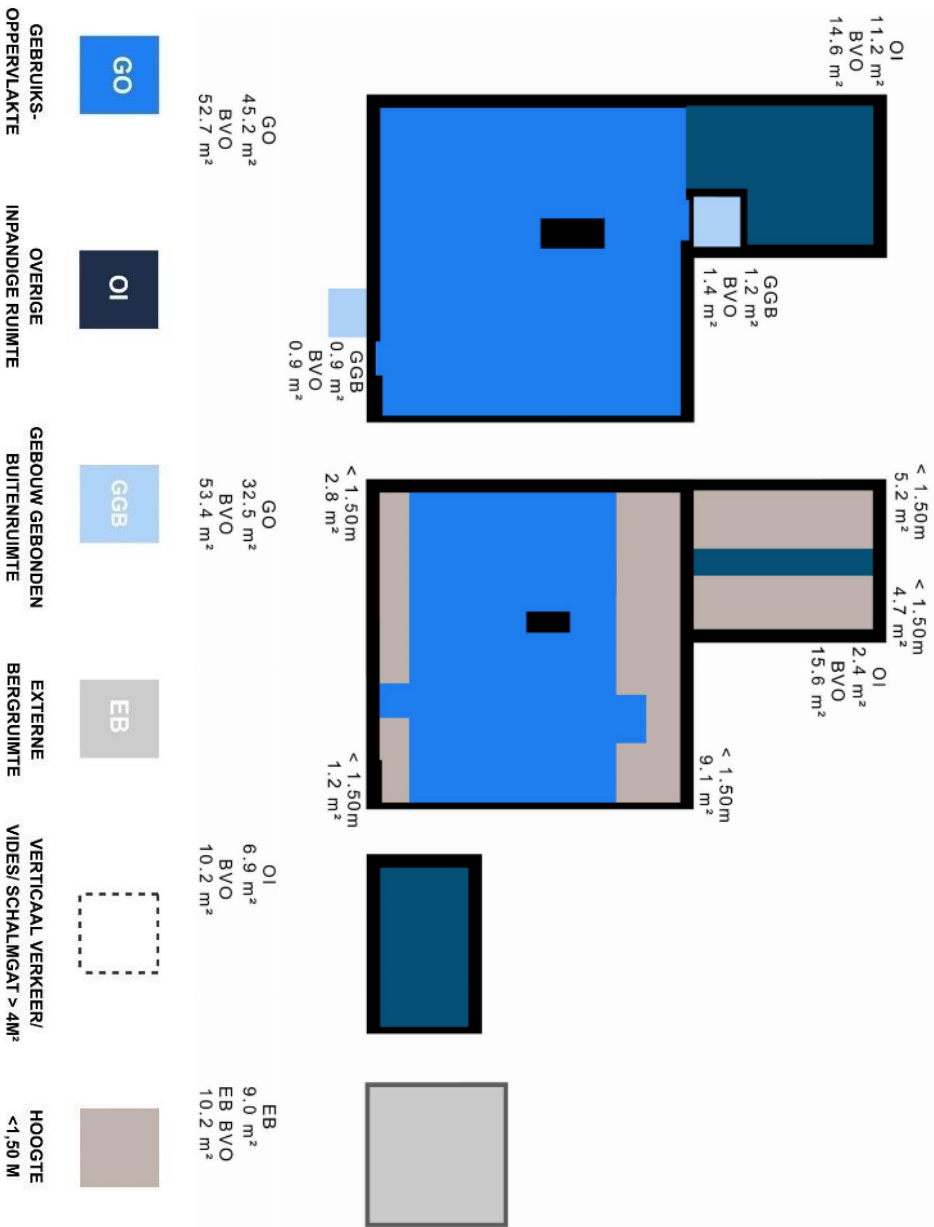 OI
11.2 m²
BVO
14.6 m²
GO
45.2 m²
BVO
52.7 m²
GGB
1.2 m²
BVO
1.4 m²
GGB
0.9 m²
BVO
0.9 m²
< 1.50m
5.2 m²
< 1.50m
4.7 m²
OI
2.4 m²
BVO
15.6 m²
< 1.50m
2.8 m²
< 1.50m
1.2 m²
< 1.50m
9.1 m²
GO
32.5 m²
BVO
53.4 m²
OI
6.9 m²
BVO
10.2 m²
EB
9.0 m²
EB BVO
10.2 m²
GO
GEBRUIKS-
OPPERVLAKTE
OI
OVERIGE
INPANDIGE RUIMTE
GGB
GEBOUW GEBONDEN
BUITENRUIMTE
EB
EXTERNE
BERGRUIMTE
VERTICAAL VERKEER/
VIDES/ SCHALMGAT > 4M²
HOOGTE
<1,50 M